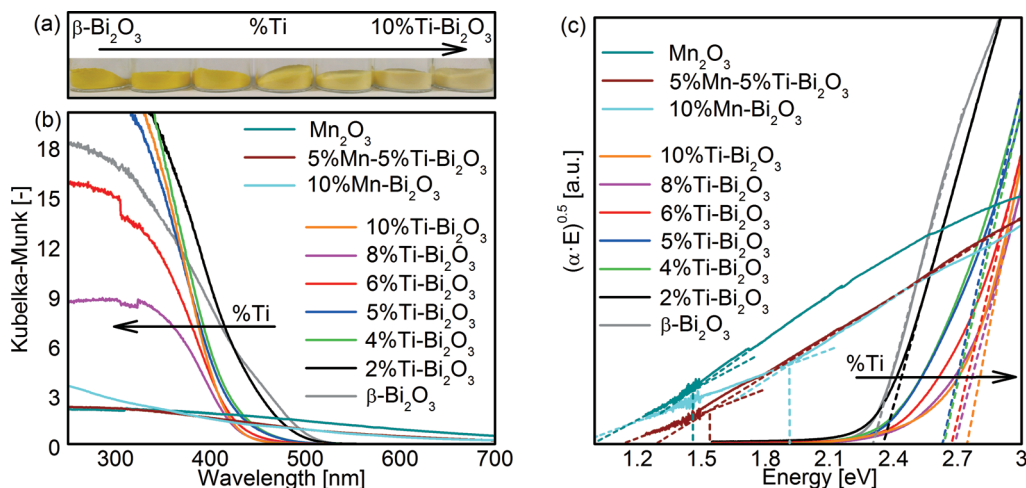 (a)
β-Bi₂O₃ %Ti 10%Ti-Bi₂O₃
(b)
Mn₂O₃
5%Mn-5%Ti-Bi₂O₃
10%Mn-Bi₂O₃
10%Ti-Bi₂O₃
8%Ti-Bi₂O₃
6%Ti-Bi₂O₃
5%Ti-Bi₂O₃
4%Ti-Bi₂O₃
2%Ti-Bi₂O₃
β-Bi₂O₃
%Ti
Kubelka-Munk [-]
18
15
12
9
6
3
0
300 400 500 600 700
Wavelength [nm]
(c)
Mn₂O₃
5%Mn-5%Ti-Bi₂O₃
10%Mn-Bi₂O₃
10%Ti-Bi₂O₃
8%Ti-Bi₂O₃
6%Ti-Bi₂O₃
5%Ti-Bi₂O₃
4%Ti-Bi₂O₃
2%Ti-Bi₂O₃
β-Bi₂O₃
%Ti
(α·E)⁰·⁵ [a.u.]
1.2 1.5 1.8 2.1 2.4 2.7 3
Energy [eV]